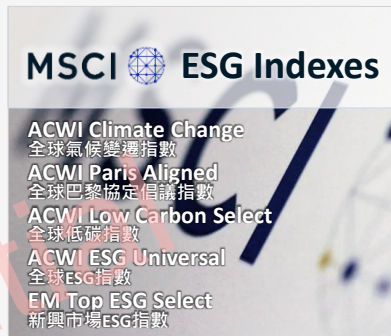 MSCI ESG Indexes
ACWI Climate Change
全球氣候變遷指數
ACWI Paris Aligned
全球巴黎協定倡議指數
ACWI Low Carbon Select
全球低碳指數
ACWI ESG Universal
全球ESG指數
EM Top ESG Select
新興市場ESG指數